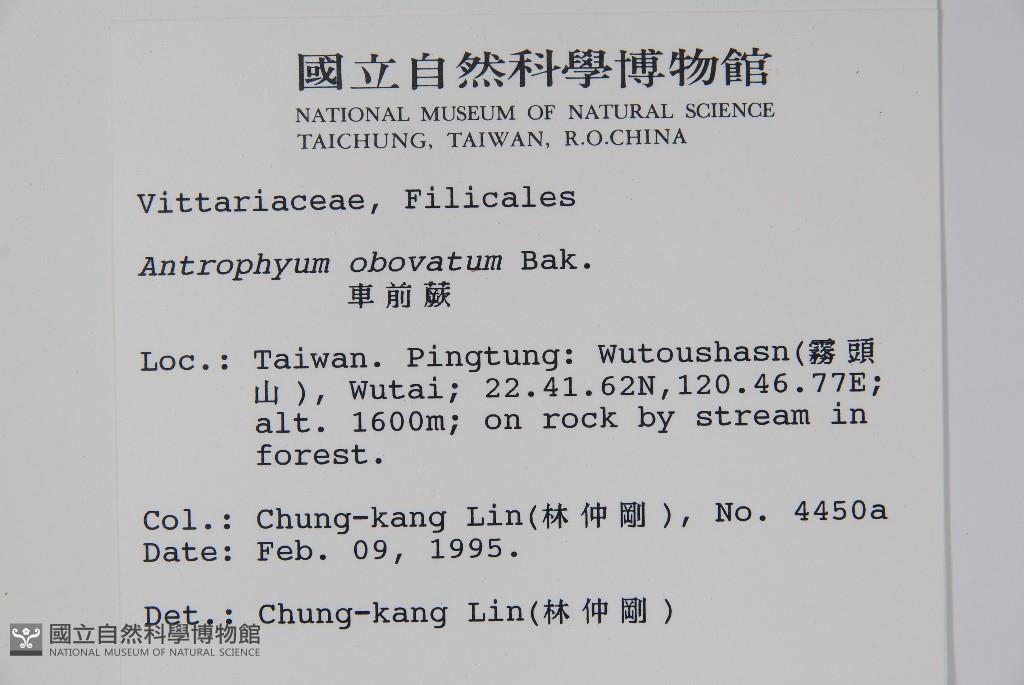 國立自然科學博物館
NATIONAL MUSEUM OF NATURAL SCIENCE
TAICHUNG, TAIWAN, R.O.CHINA
Vittariaceae, Filicales
Antrophyum obovatum Bak.
車前蕨
Loc.: Taiwan. Pingtung: Wutoushasn(霧頭
山), Wutai; 22.41.62N,120.46.77E;
alt. 1600m; on rock by stream in
forest.
Col.: Chung-kang Lin(林仲剛), No. 4450a
Date: Feb. 09, 1995.
Det.: Chung-kang Lin(林仲剛)
國立自然科學博物館
NATIONAL MUSEUM OF NATURAL SCIENCE